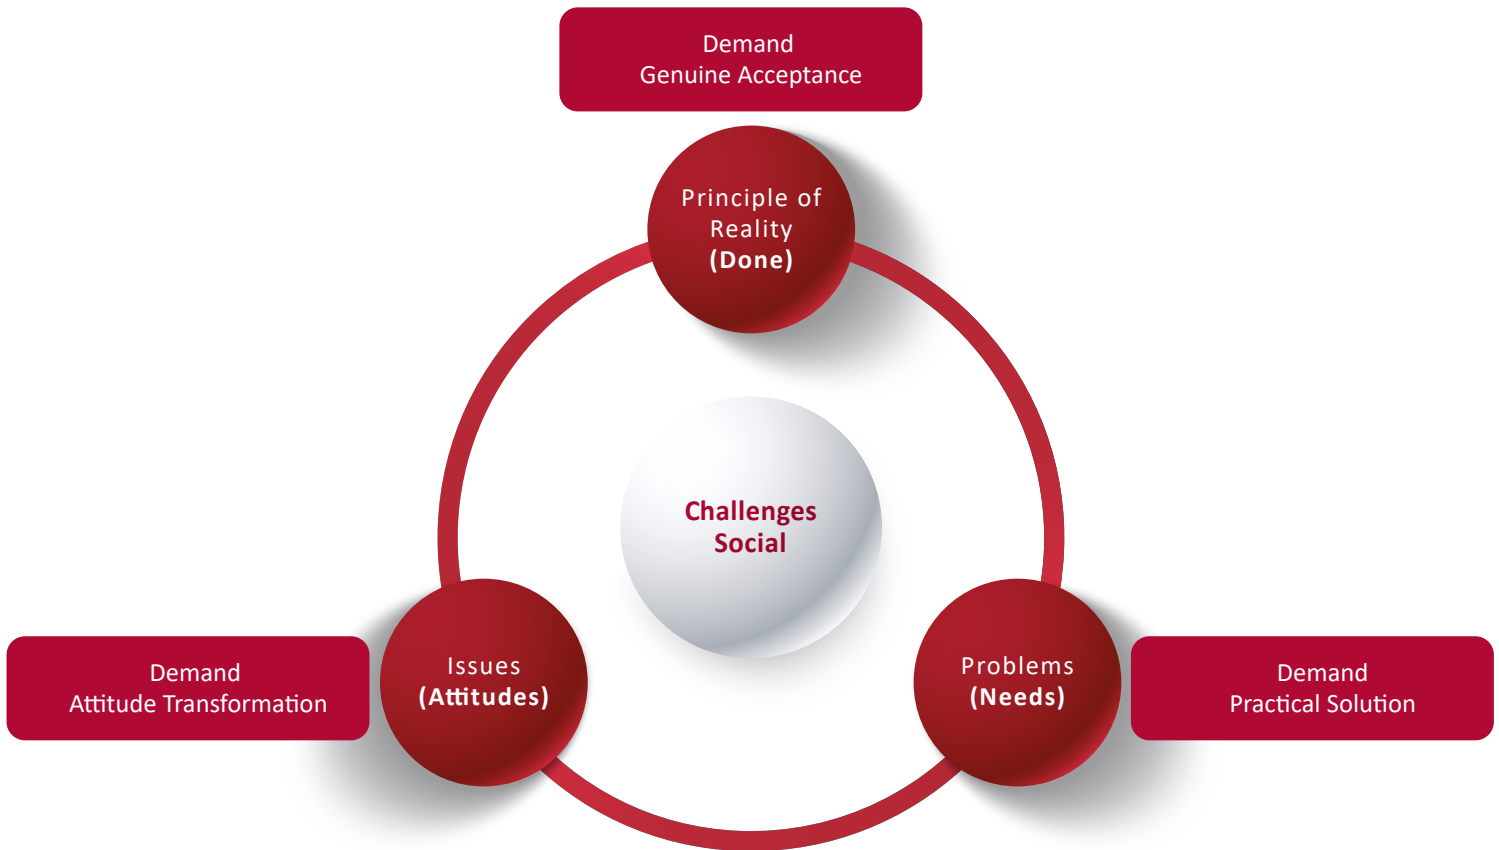 Demand
Genuine Acceptance
Principle of
Reality
(Done)
Challenges
Social
Issues
(Attitudes)
Demand
Attitude Transformation
Problems
(Needs)
Demand
Practical Solution